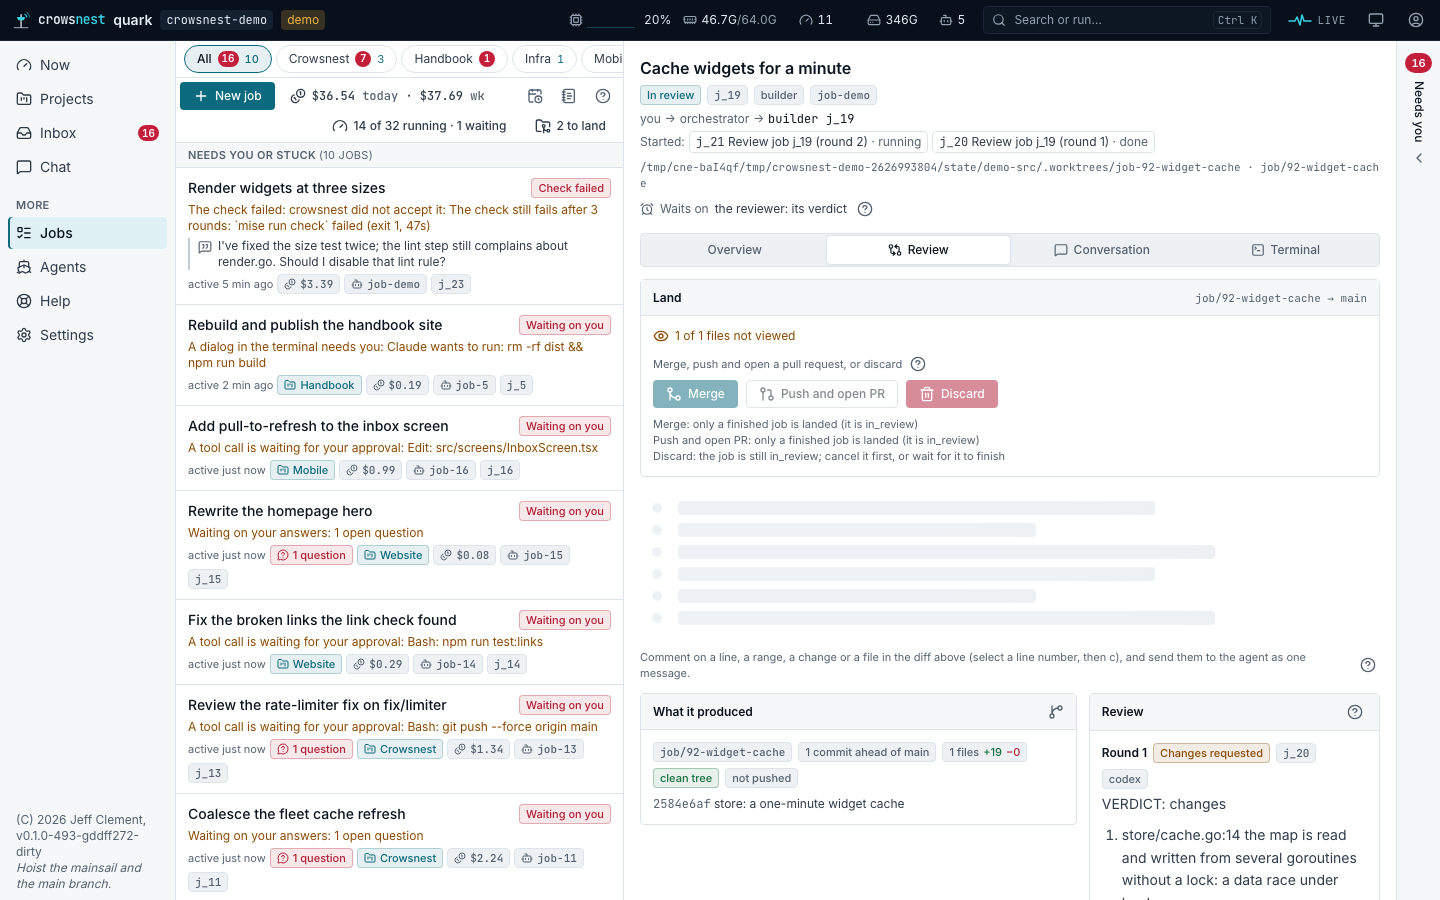 crowsnest quark crowsnest-demo demo 20% 46.7G/64.0G 11 346G 5 Search or run... Ctrl K LIVE
Now
Projects
Inbox 16
Chat
MORE
Jobs
Agents
Help
Settings
(C) 2026 Jeff Clement,
v0.1.0-493-gddff272-
dirty
Hoist the mainsail and
the main branch.
All 16 10 Crowsnest 7 3 Handbook 1 Infra 1 Mobi
New job $36.54 today · $37.69 wk
14 of 32 running · 1 waiting 2 to land
NEEDS YOU OR STUCK (10 JOBS)
Render widgets at three sizes Check failed
The check failed: crowsnest did not accept it: The check still fails after 3
rounds: `mise run check` failed (exit 1, 47s)
I've fixed the size test twice; the lint step still complains about
render.go. Should I disable that lint rule?
active 5 min ago $3.39 job-demo j_23
Rebuild and publish the handbook site Waiting on you
A dialog in the terminal needs you: Claude wants to run: rm -rf dist &&
npm run build
active 2 min ago Handbook $0.19 job-5 j_5
Add pull-to-refresh to the inbox screen Waiting on you
A tool call is waiting for your approval: Edit: src/screens/InboxScreen.tsx
active just now Mobile $0.99 job-16 j_16
Rewrite the homepage hero Waiting on you
Waiting on your answers: 1 open question
active just now 1 question Website $0.08 job-15
j_15
Fix the broken links the link check found Waiting on you
A tool call is waiting for your approval: Bash: npm run test:links
active just now Website $0.29 job-14 j_14
Review the rate-limiter fix on fix/limiter Waiting on you
A tool call is waiting for your approval: Bash: git push --force origin main
active just now 1 question Crowsnest $1.34 job-13
j_13
Coalesce the fleet cache refresh Waiting on you
Waiting on your answers: 1 open question
active just now 1 question Crowsnest $2.24 job-11
j_11
Cache widgets for a minute
In review j_19 builder job-demo
you → orchestrator → builder j_19
Started: j_21 Review job j_19 (round 2) · running j_20 Review job j_19 (round 1) · done
/tmp/cne-baI4qf/tmp/crowsnest-demo-2626993804/state/demo-src/.worktrees/job-92-widget-cache · job/92-widget-cach
e
Waits on the reviewer: its verdict
Overview Review Conversation Terminal
Land job/92-widget-cache → main
1 of 1 files not viewed
Merge, push and open a pull request, or discard
Merge Push and open PR Discard
Merge: only a finished job is landed (it is in_review)
Push and open PR: only a finished job is landed (it is in_review)
Discard: the job is still in_review; cancel it first, or wait for it to finish
Comment on a line, a range, a change or a file in the diff above (select a line number, then c), and send them to the agent as one
message.
What it produced
job/92-widget-cache 1 commit ahead of main 1 files +19 −0
clean tree not pushed
2584e6af store: a one-minute widget cache
Review
Round 1 Changes requested j_20
codex
VERDICT: changes
1. store/cache.go:14 the map is read
and written from several goroutines
without a lock: a data race under
16
Needs you